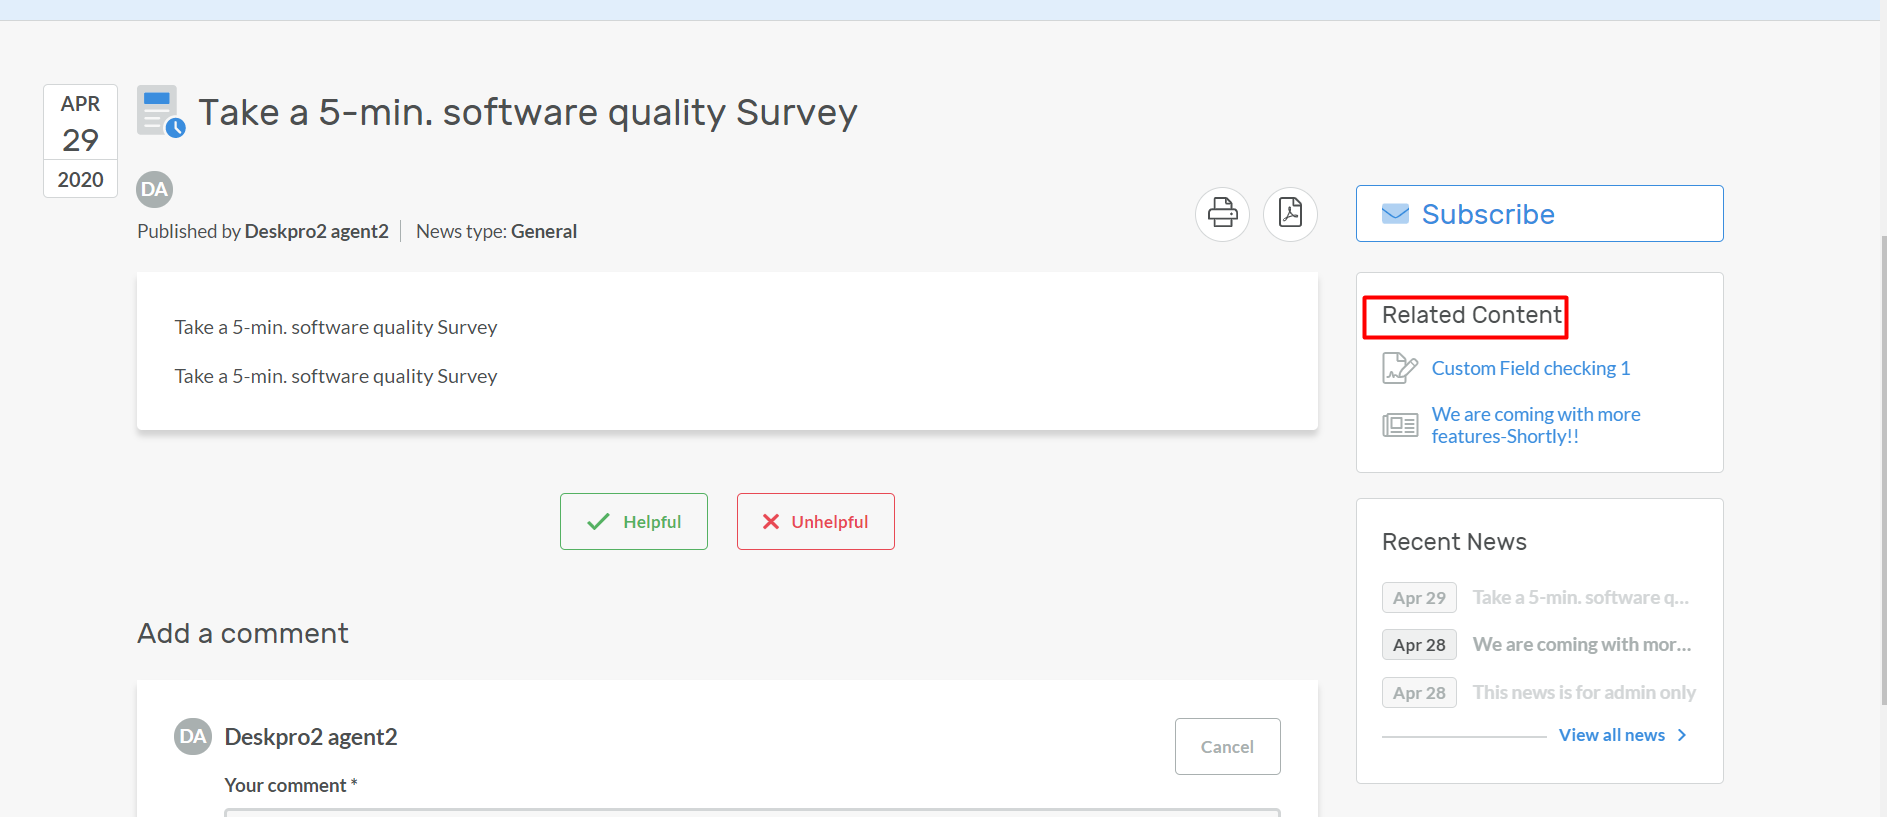 APR
29
2020
Take a 5-min. software quality Survey
DA
Published by Deskpro2 agent2
News type: General
Take a 5-min. software quality Survey
Take a 5-min. software quality Survey
Helpful
Unhelpful
Add a comment
DA
Deskpro2 agent2
Cancel
Your comment *
Subscribe
Related Content
Custom Field checking 1
We are coming with more
features-Shortly!!
Recent News
Apr 29 Take a 5-min. software q...
Apr 28 We are coming with mor...
Apr 28 This news is for admin only
View all news